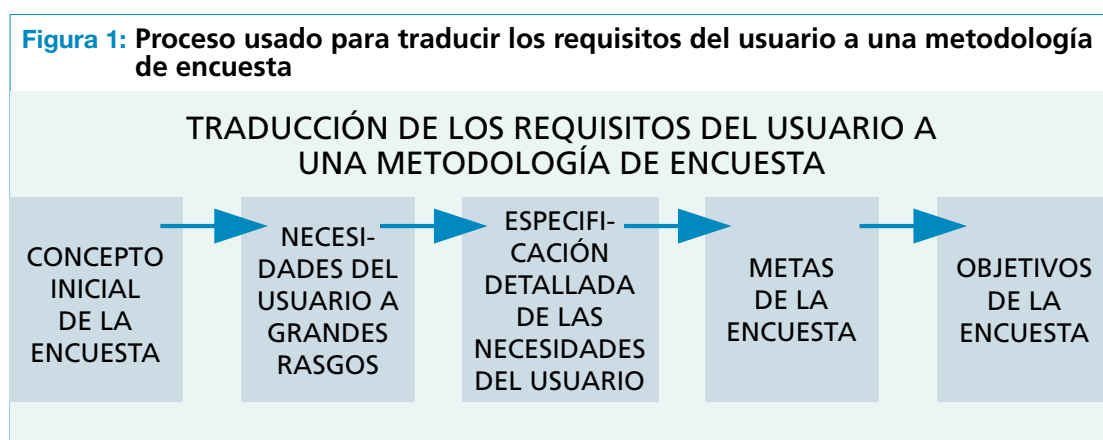 Figura 1: Proceso usado para traducir los requisitos del usuario a una metodología
de encuesta
TRADUCCIÓN DE LOS REQUISITOS DEL USUARIO A
UNA METODOLOGÍA DE ENCUESTA
CONCEPTO
INICIAL
DE LA
ENCUESTA
NECESI-
DADES DEL
USUARIO A
GRANDES
RASGOS
ESPECIFI-
CACIÓN
DETALLADA
DE LAS
NECESIDADES
DEL USUARIO
METAS
DE LA
ENCUESTA
OBJETIVOS
DE LA
ENCUESTA